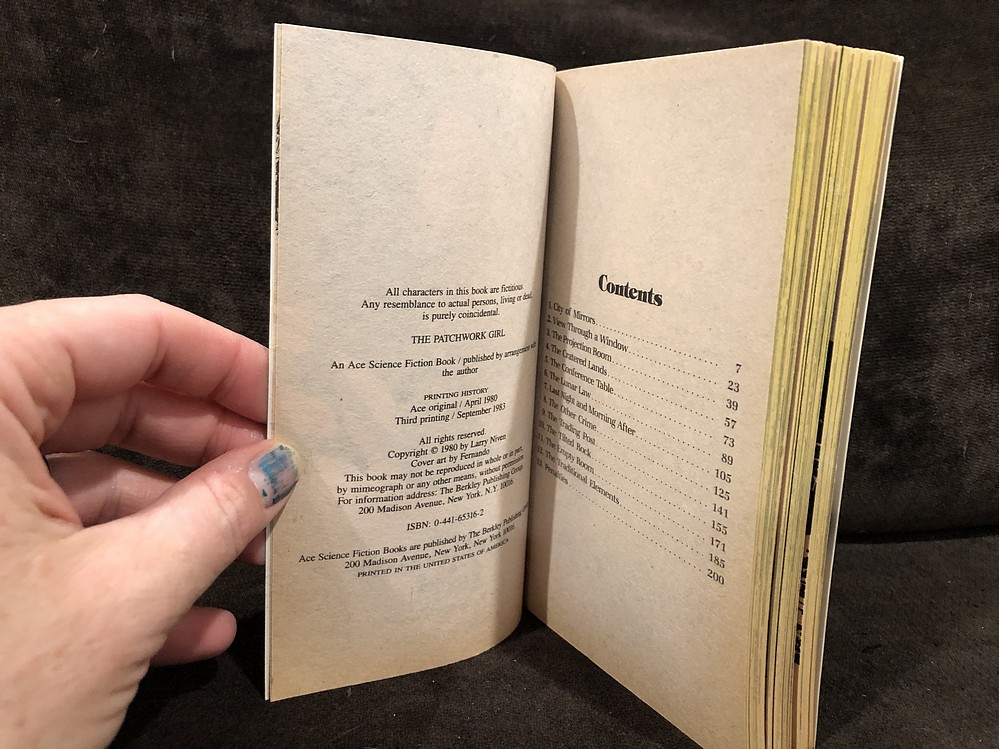 All characters in this book are fictitious.
Any resemblance to actual persons, living or dead,
is purely coincidental.
THE PATCHWORK GIRL
An Ace Science Fiction Book / published by arrangement with
the author
PRINTING HISTORY
Ace original / April 1980
Third printing / September 1983
All rights reserved.
Copyright © 1980 by Larry Niven
Cover art by Fernando
This book may not be reproduced in whole or in part,
by mimeograph or any other means, without permission.
For information address: The Berkley Publishing Group
200 Madison Avenue, New York, N.Y. 10016
ISBN: 0-441-65316-2
Ace Science Fiction Books are published by The Berkley Publishing
200 Madison Avenue, New York, New York 10016.
PRINTED IN THE UNITED STATES OF AMERICA
Contents
1. City of Mirrors 7
2. View Through a Window 23
3. The Projection Room 39
4. The Cratered Lands 57
5. The Conference Table 73
6. The Lunar Law 89
7. Last Night and Morning After 105
8. The Other Crime 125
9. The Trading Post 141
10. The Tilted Rock 155
11. The Empty Room 171
12. The Traditional Elements 185
13. Penalties 200